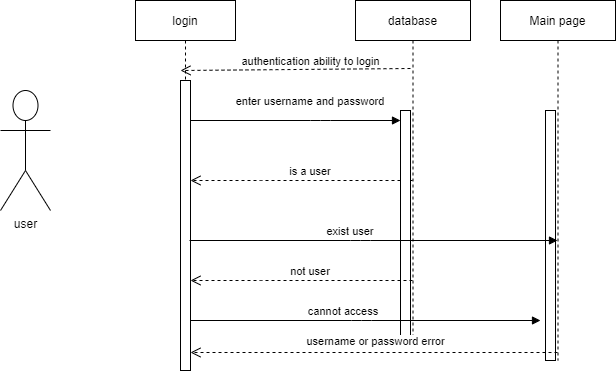 login
database
Main page
authentication ability to login
enter username and password
is a user
user
exist user
not user
cannot access
username or password error